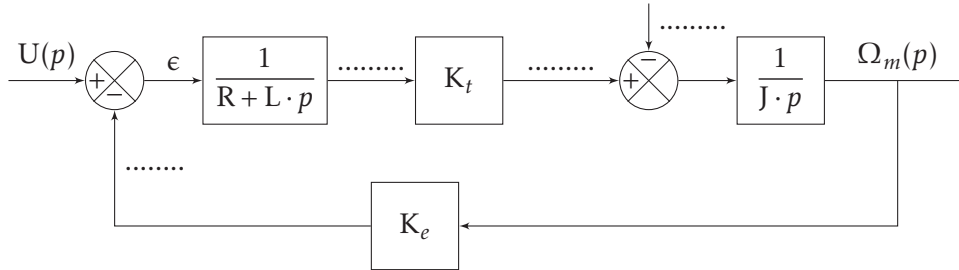 .........
U(p)
ϵ
1
R + L · p
.........
K_t
.........
1
J · p
Ω_m(p)
+
−
+
−
.........
K_e